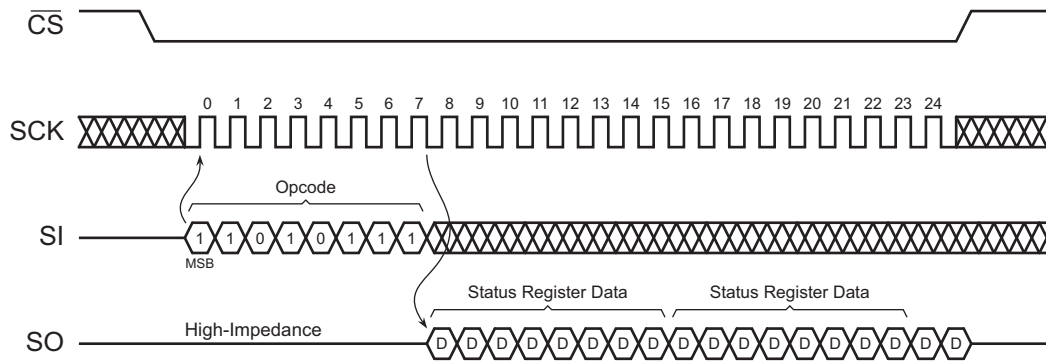 CS
0 1 2 3 4 5 6 7 8 9 10 11 12 13 14 15 16 17 18 19 20 21 22 23 24
SCK
Opcode
SI 1 1 0 1 0 1 1 1
MSB
Status Register Data Status Register Data
High-Impedance
SO D D D D D D D D D D D D D D D D D D